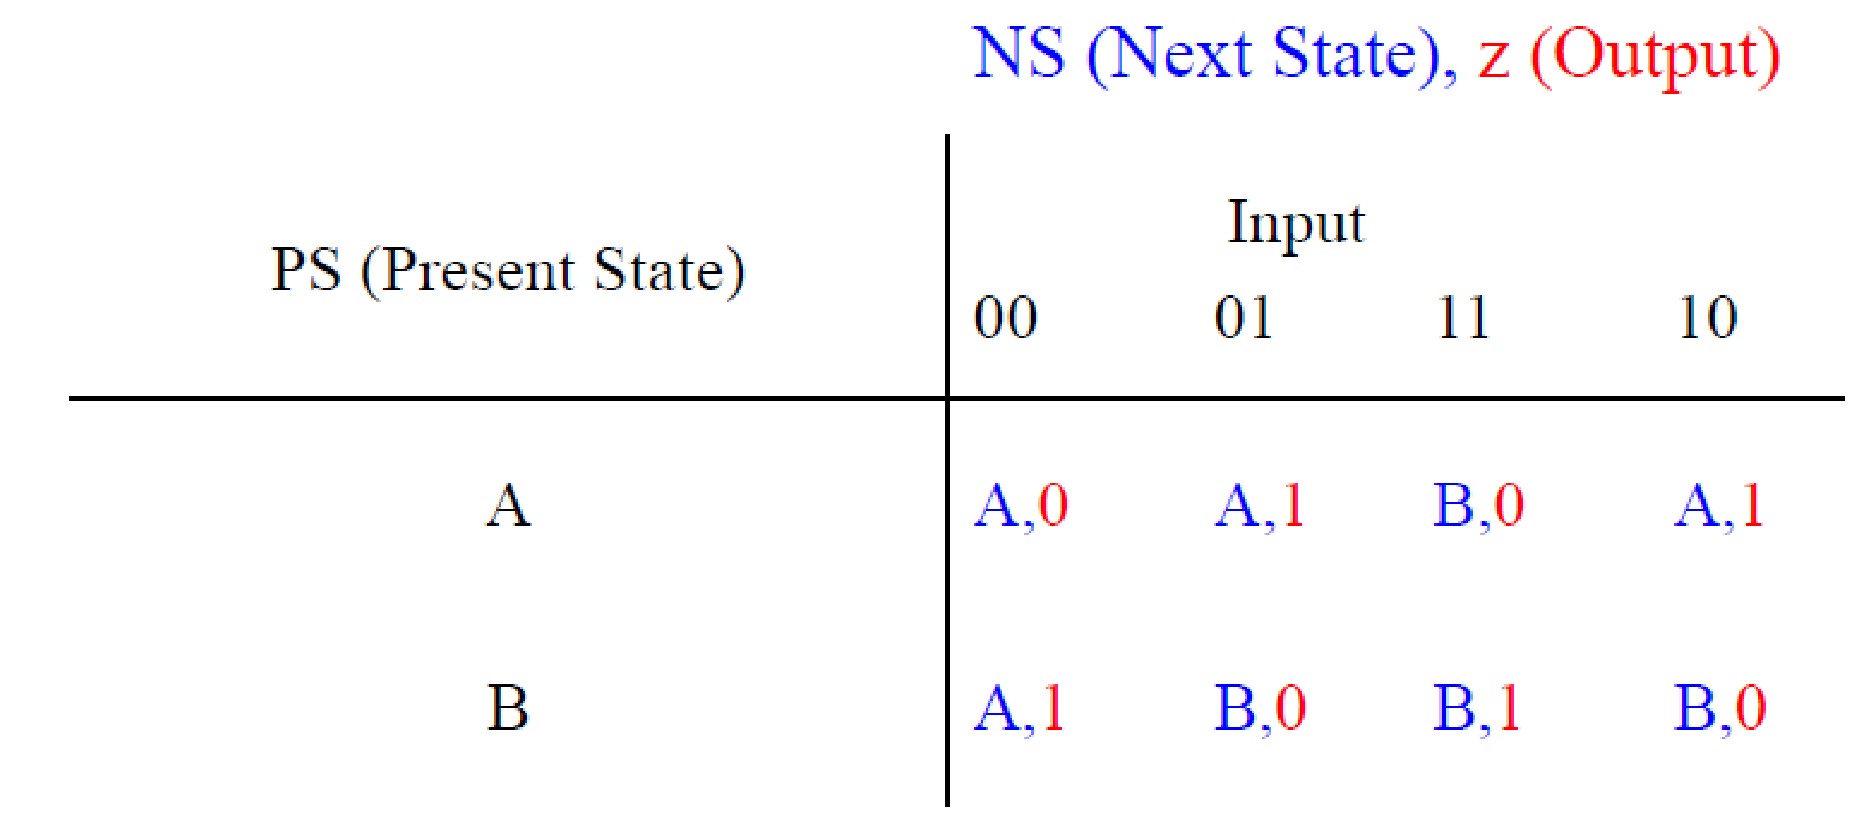 NS (Next State), z (Output)
Input
PS (Present State)
00 01 11 10
A A,0 A,1 B,0 A,1
B A,1 B,0 B,1 B,0